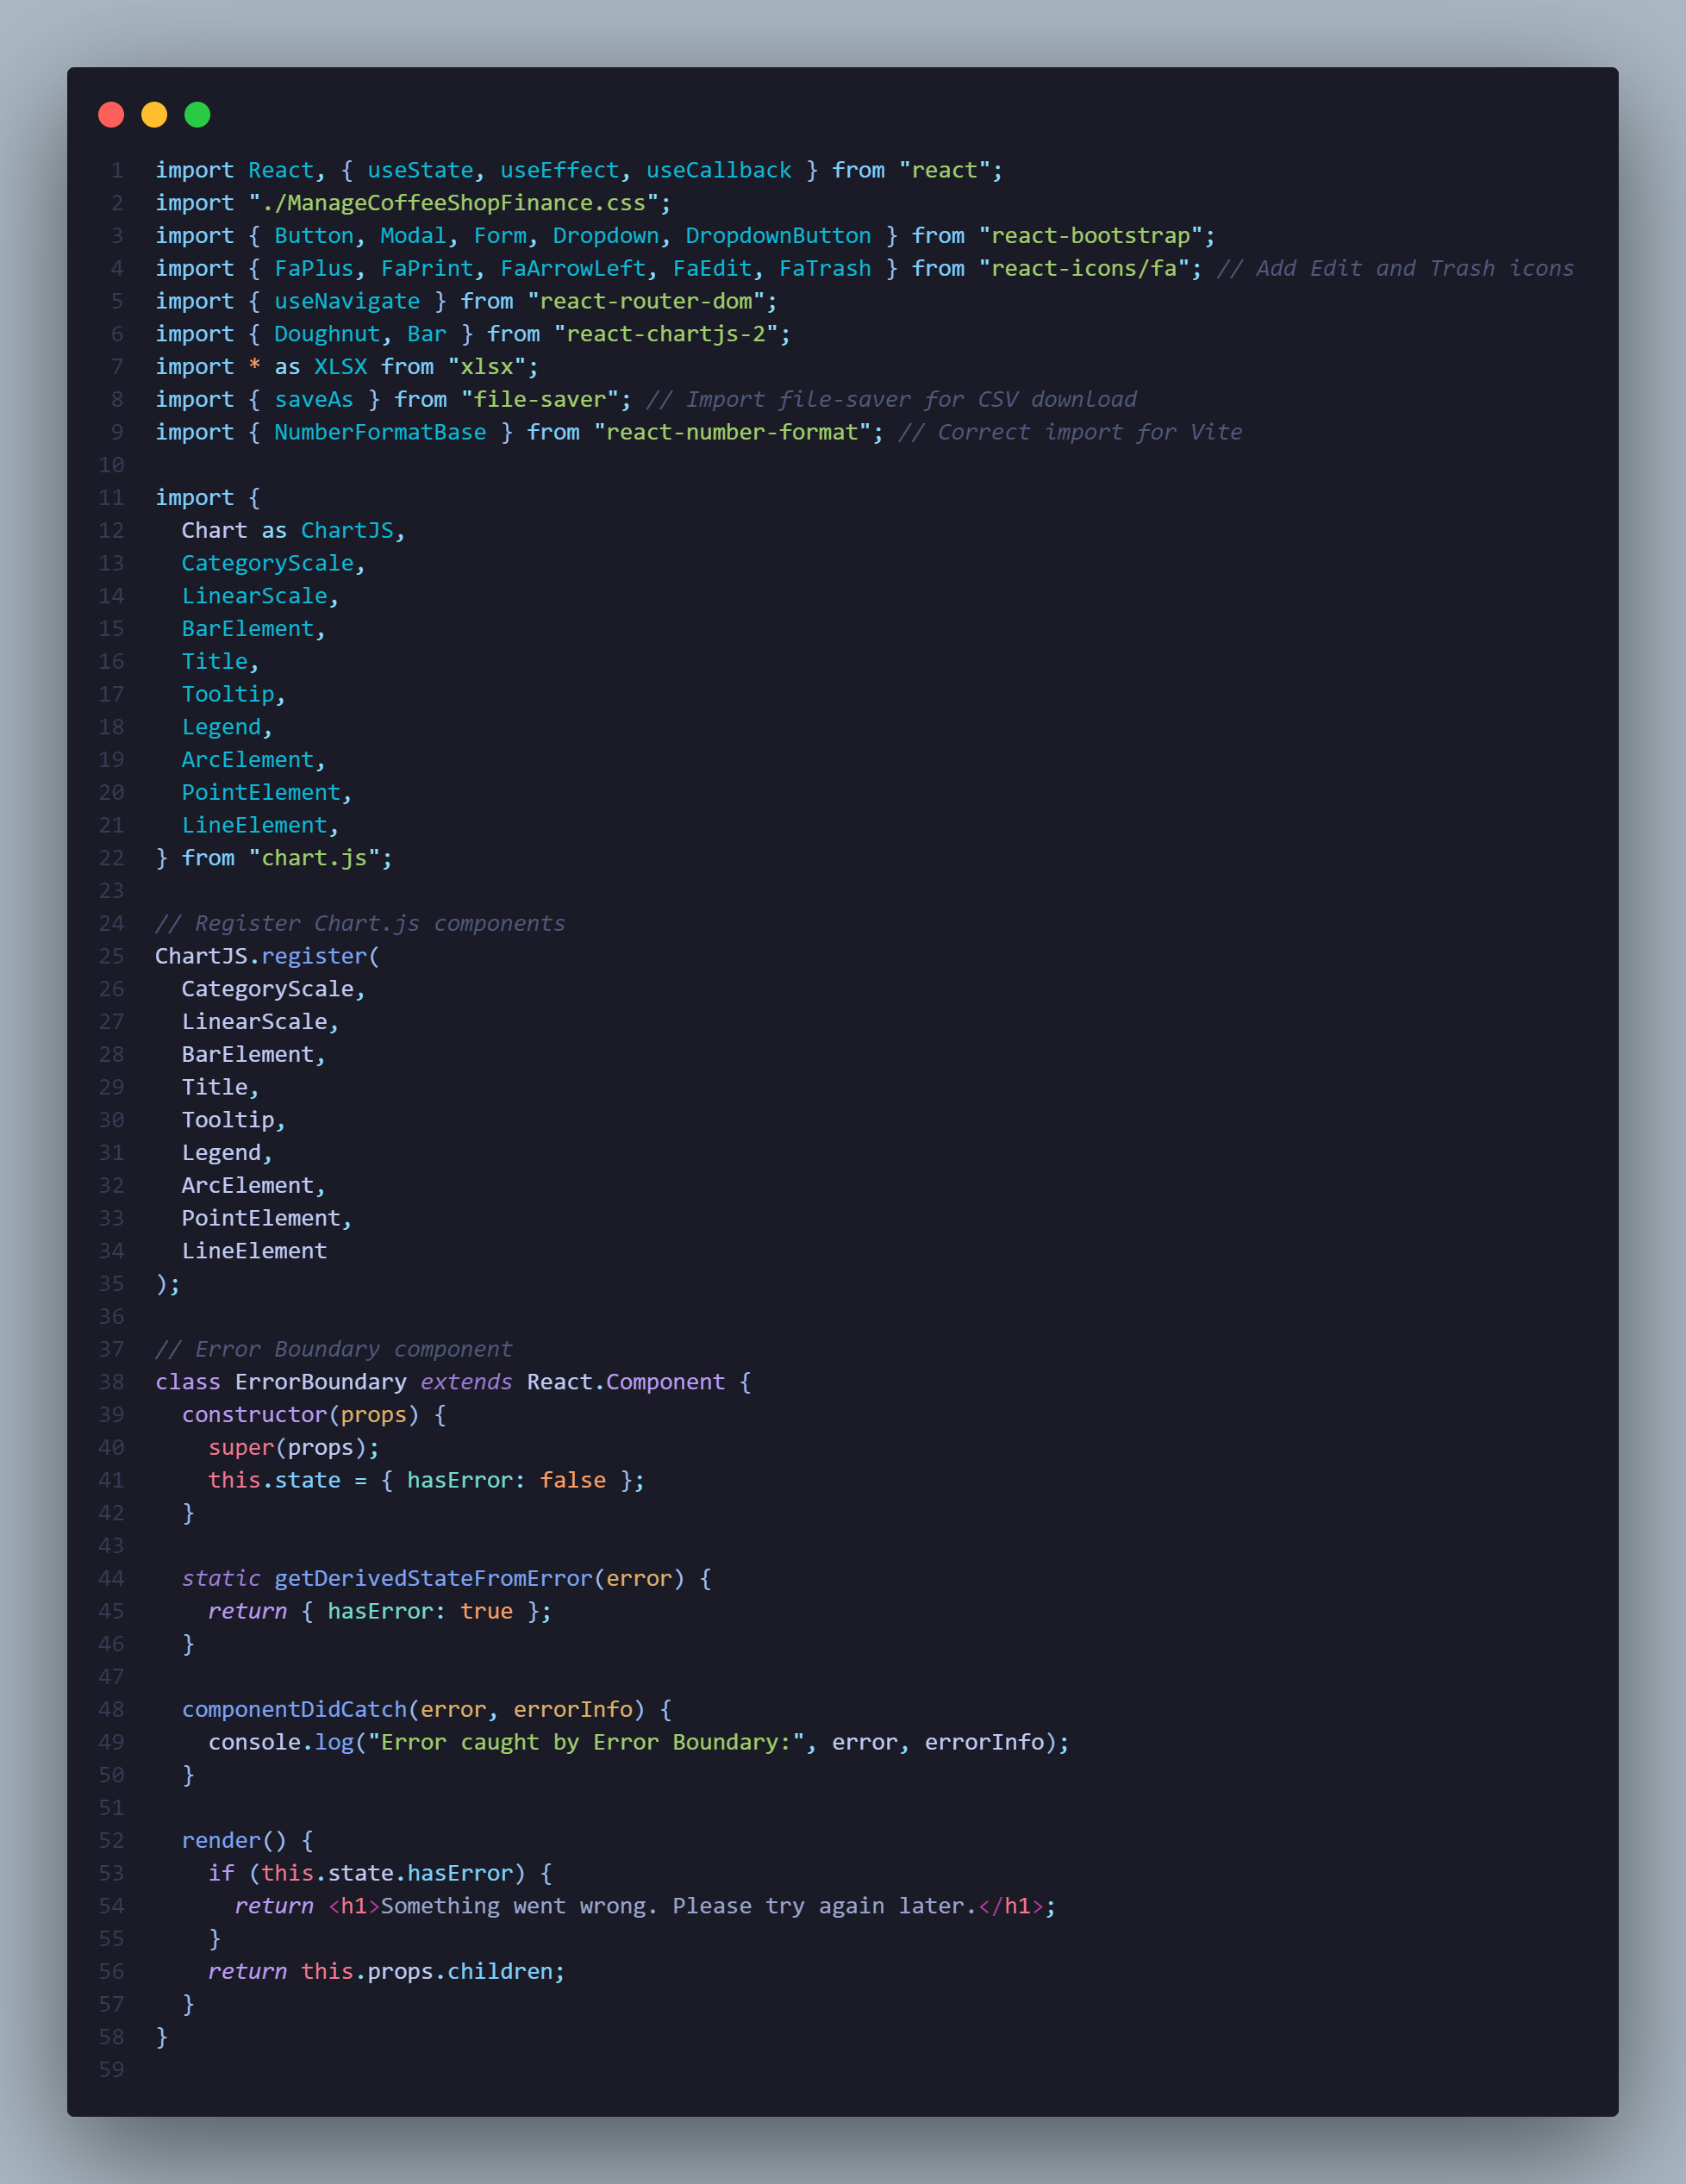 1 import React, { useState, useEffect, useCallback } from "react";
2 import "./ManageCoffeeShopFinance.css";
3 import { Button, Modal, Form, Dropdown, DropdownButton } from "react-bootstrap";
4 import { FaPlus, FaPrint, FaArrowLeft, FaEdit, FaTrash } from "react-icons/fa"; // Add Edit and Trash icons
5 import { useNavigate } from "react-router-dom";
6 import { Doughnut, Bar } from "react-chartjs-2";
7 import * as XLSX from "xlsx";
8 import { saveAs } from "file-saver"; // Import file-saver for CSV download
9 import { NumberFormatBase } from "react-number-format"; // Correct import for Vite
10
11 import {
12   Chart as ChartJS,
13   CategoryScale,
14   LinearScale,
15   BarElement,
16   Title,
17   Tooltip,
18   Legend,
19   ArcElement,
20   PointElement,
21   LineElement,
22 } from "chart.js";
23
24 // Register Chart.js components
25 ChartJS.register(
26   CategoryScale,
27   LinearScale,
28   BarElement,
29   Title,
30   Tooltip,
31   Legend,
32   ArcElement,
33   PointElement,
34   LineElement
35 );
36
37 // Error Boundary component
38 class ErrorBoundary extends React.Component {
39   constructor(props) {
40     super(props);
41     this.state = { hasError: false };
42   }
43
44   static getDerivedStateFromError(error) {
45     return { hasError: true };
46   }
47
48   componentDidCatch(error, errorInfo) {
49     console.log("Error caught by Error Boundary:", error, errorInfo);
50   }
51
52   render() {
53     if (this.state.hasError) {
54       return <h1>Something went wrong. Please try again later.</h1>;
55     }
56     return this.props.children;
57   }
58 }
59